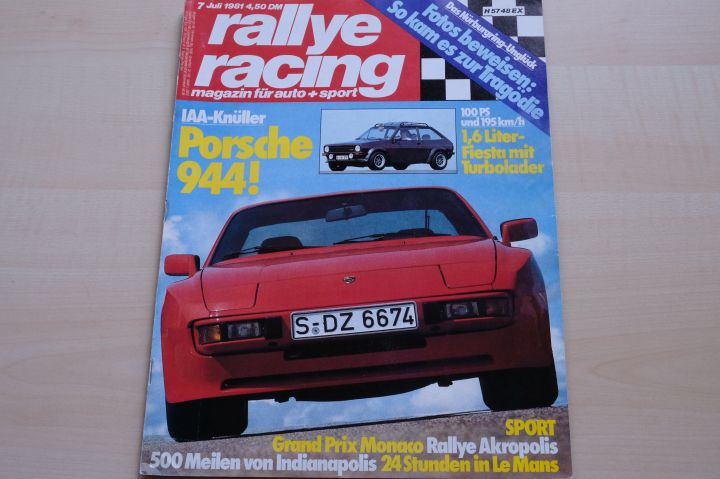 7 Juli 1981 4,50 DM
rallye
racing
magazin für auto + sport
Das Nürburgring-Unglück
Fotos beweisen:
So kam es zur Tragödie
H 5748 EX
IAA-Knüller
Porsche
944!
100 PS
und 195 km/h
1,6 Liter-
Fiesta mit
Turbolader
S-DZ 6674
SPORT
Grand Prix Monaco Rallye Akropolis
500 Meilen von Indianapolis 24 Stunden in Le Mans